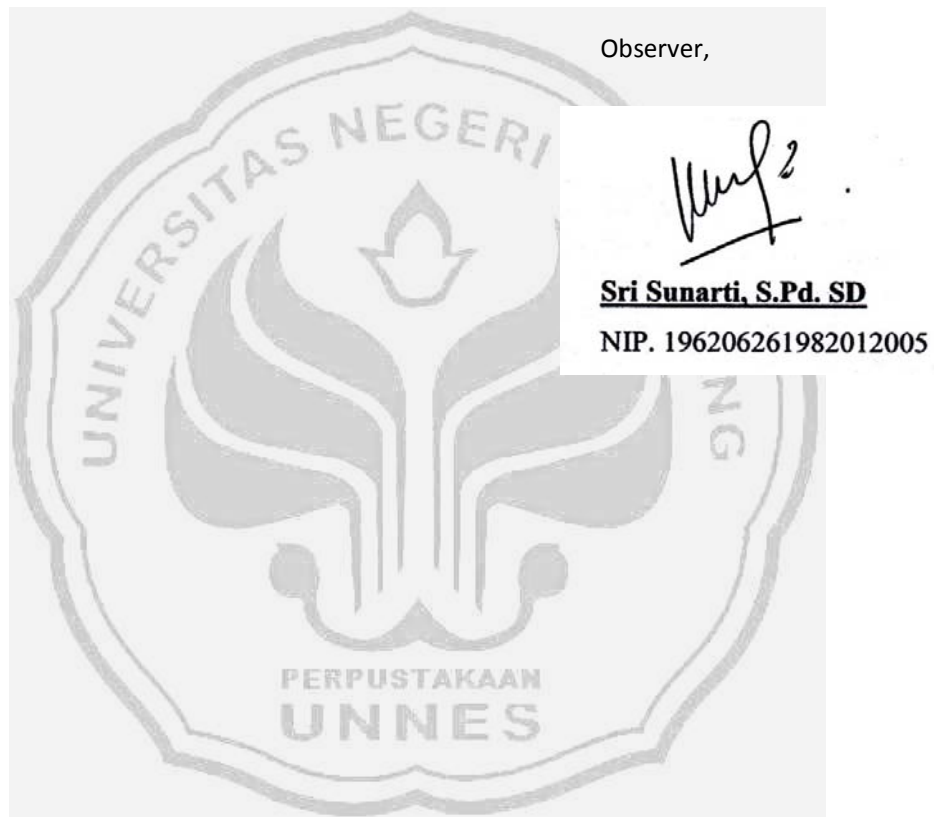 Observer,
UNIVERSITAS NEGERI
NG
Sri Sunarti, S.Pd. SD
NIP. 196206261982012005
PERPUSTAKAAN
UNNES